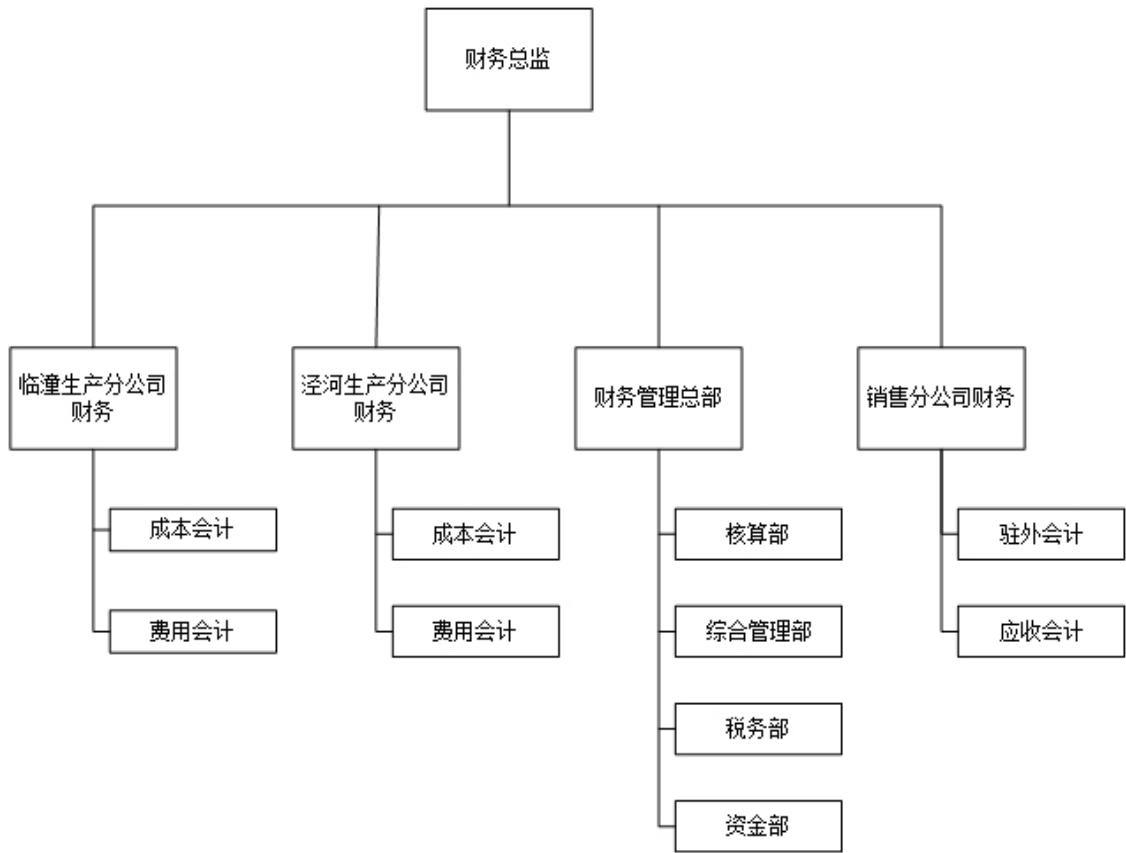 财务总监
临潼生产分公司
财务
泾河生产分公司
财务
财务管理总部
销售分公司财务
成本会计
费用会计
成本会计
费用会计
核算部
综合管理部
税务部
资金部
驻外会计
应收会计